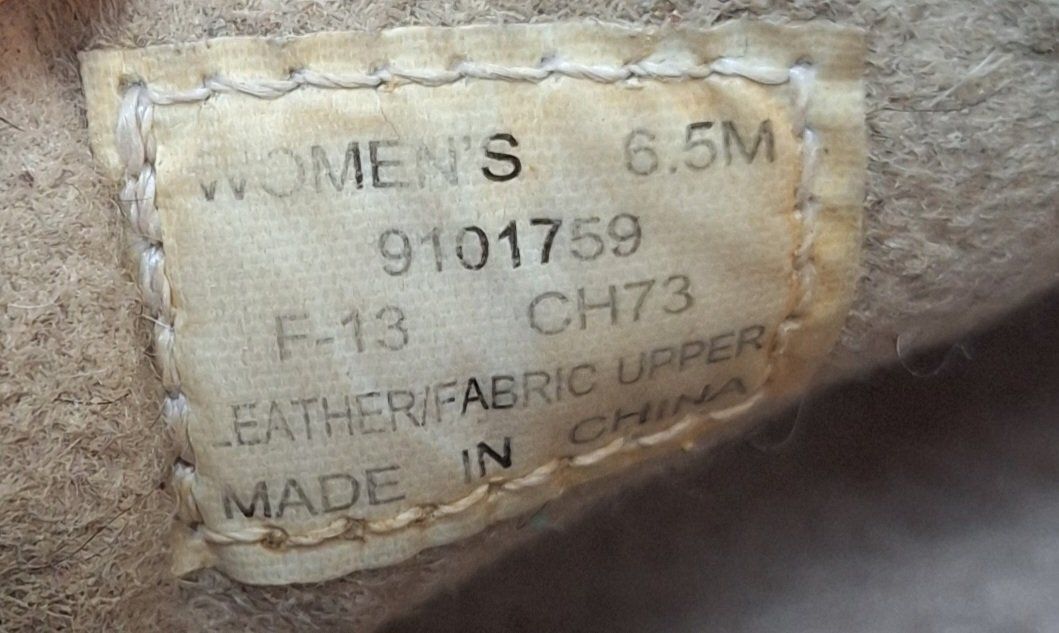 WOMEN'S 6.5M
9101759
F-13 CH73
LEATHER/FABRIC UPPER
MADE IN CHINA